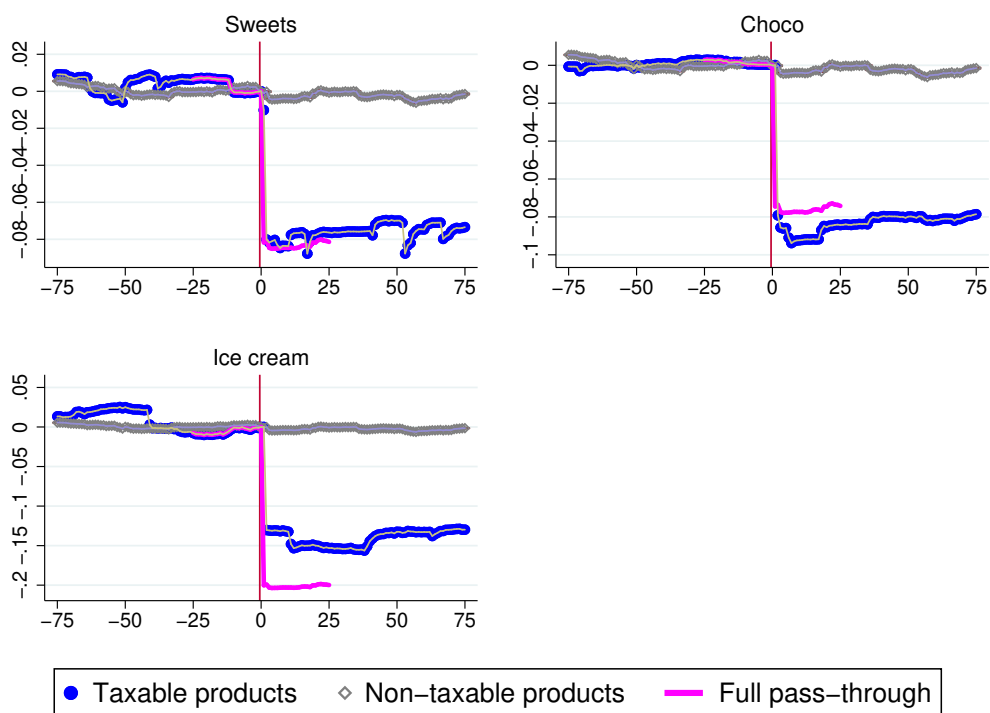 Sweets
.02
0
−.02
−.04
−.06
−.08
−75 −50 −25 0 25 50 75
Choco
0
−.02
−.04
−.06
−.08
−.1
−75 −50 −25 0 25 50 75
Ice cream
.05
0
−.05
−.1
−.15
−.2
−75 −50 −25 0 25 50 75
Taxable products Non−taxable products Full pass−through